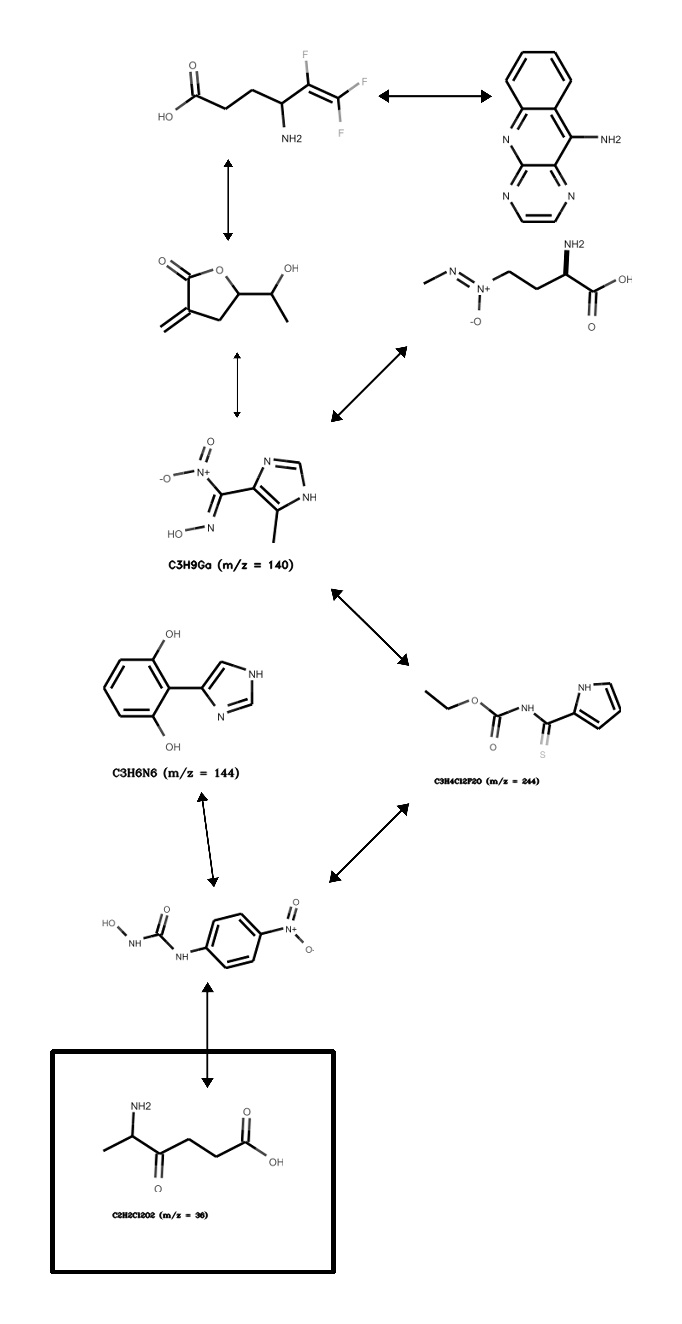 O
HO
NH2
F
F
F
N
NH2
N
N
O
O
OH
N
N+
-O
NH2
OH
O
O
-O
N+
HO
N
N
NH
C3H9Ga (m/z = 140)
OH
OH
NH
N
C3H6N6 (m/z = 144)
O
O
NH
S
NH
C3H4Cl2F2O (m/z = 244)
HO
NH
O
NH
N+
O
O-
NH2
O
O
OH
C2H2Cl2O2 (m/z = 36)